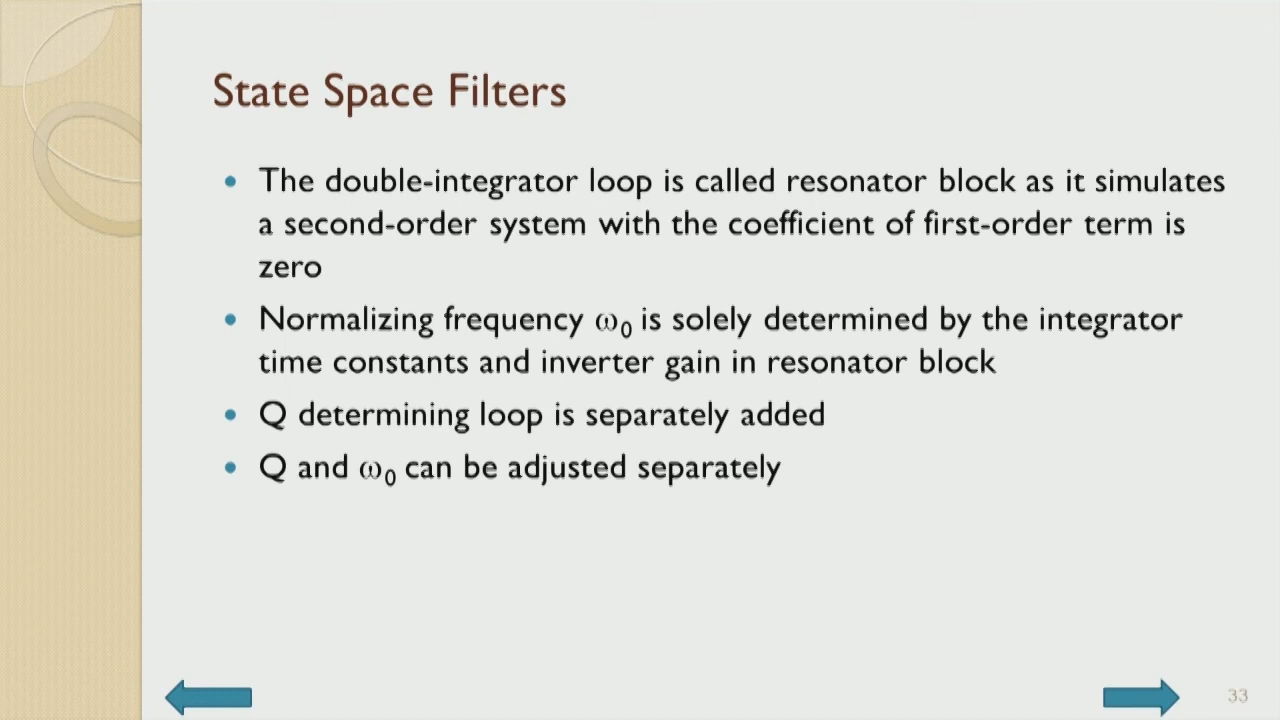 State Space Filters
• The double-integrator loop is called resonator block as it simulates
a second-order system with the coefficient of first-order term is
zero
• Normalizing frequency ω₀ is solely determined by the integrator
time constants and inverter gain in resonator block
• Q determining loop is separately added
• Q and ω₀ can be adjusted separately
33